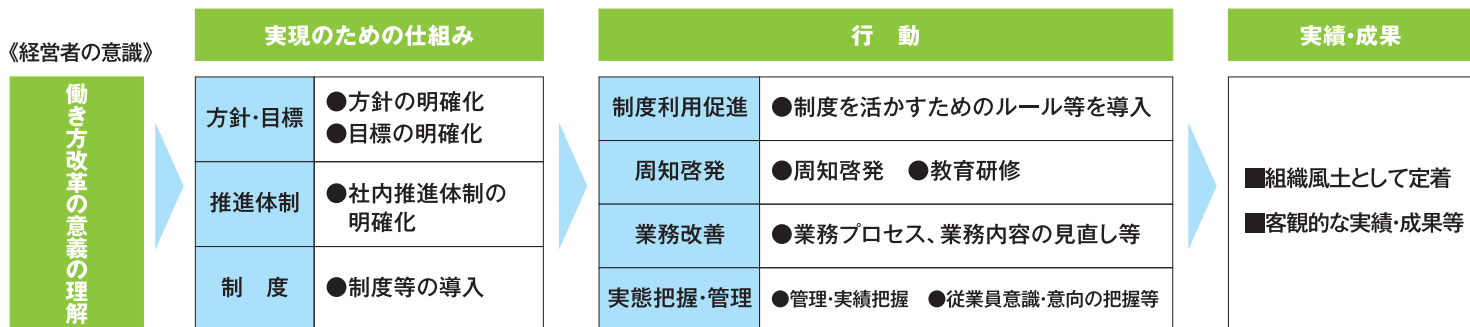 《経営者の意識》
働き方改革の意義の理解
実現のための仕組み
方針・目標
●方針の明確化
●目標の明確化
推進体制
●社内推進体制の
明確化
制　度
●制度等の導入
行　動
制度利用促進
●制度を活かすためのルール等を導入
周知啓発
●周知啓発　●教育研修
業務改善
●業務プロセス、業務内容の見直し等
実態把握・管理
●管理・実績把握　●従業員意識・意向の把握等
実績・成果
■組織風土として定着
■客観的な実績・成果等